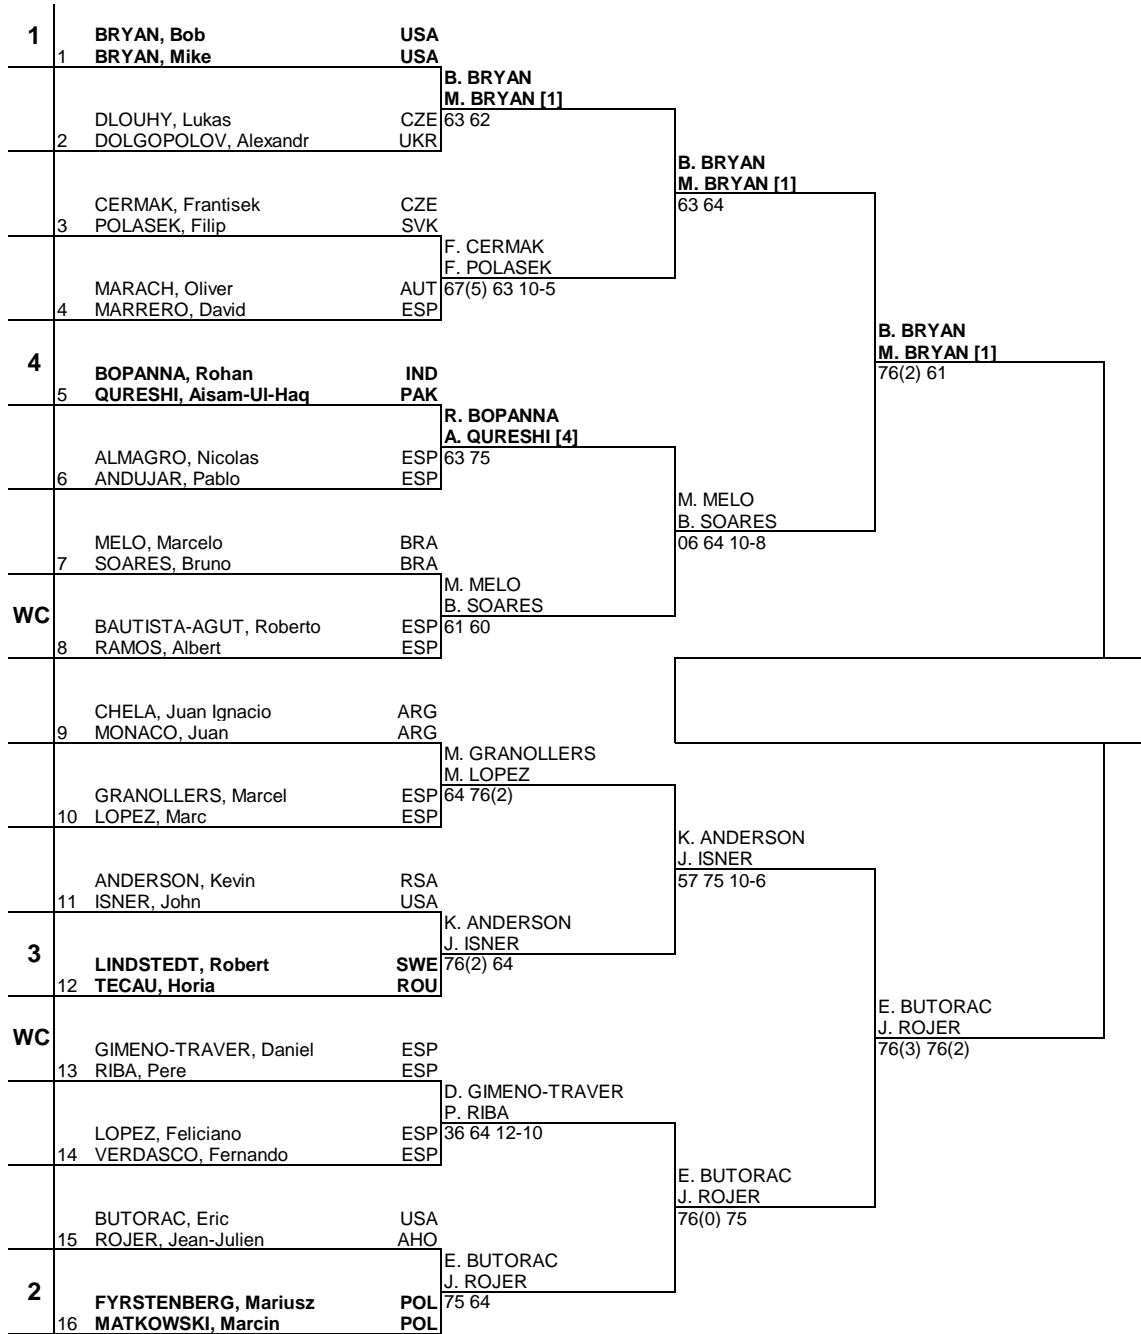 1 BRYAN, Bob USA
1 BRYAN, Mike USA
B. BRYAN
M. BRYAN [1]
DLOUHY, Lukas CZE 63 62
2 DOLGOPOLOV, Alexandr UKR
B. BRYAN
M. BRYAN [1]
CERMAK, Frantisek CZE 63 64
3 POLASEK, Filip SVK
F. CERMAK
F. POLASEK
MARACH, Oliver AUT 67(5) 63 10-5
4 MARRERO, David ESP
B. BRYAN
M. BRYAN [1]
4 BOPANNA, Rohan IND 76(2) 61
5 QURESHI, Aisam-Ul-Haq PAK
R. BOPANNA
A. QURESHI [4]
ALMAGRO, Nicolas ESP 63 75
6 ANDUJAR, Pablo ESP
M. MELO
B. SOARES
MELO, Marcelo BRA 06 64 10-8
7 SOARES, Bruno BRA
M. MELO
WC B. SOARES
BAUTISTA-AGUT, Roberto ESP 61 60
8 RAMOS, Albert ESP
CHELA, Juan Ignacio ARG
9 MONACO, Juan ARG
M. GRANOLLERS
M. LOPEZ
GRANOLLERS, Marcel ESP 64 76(2)
10 LOPEZ, Marc ESP
K. ANDERSON
J. ISNER
ANDERSON, Kevin RSA 57 75 10-6
11 ISNER, John USA
K. ANDERSON
J. ISNER
3 LINDSTEDT, Robert SWE 76(2) 64
12 TECAU, Horia ROU
E. BUTORAC
WC J. ROJER
GIMENO-TRAVER, Daniel ESP 76(3) 76(2)
13 RIBA, Pere ESP
D. GIMENO-TRAVER
P. RIBA
LOPEZ, Feliciano ESP 36 64 12-10
14 VERDASCO, Fernando ESP
E. BUTORAC
J. ROJER
BUTORAC, Eric USA 76(0) 75
15 ROJER, Jean-Julien AHO
E. BUTORAC
J. ROJER
2 FYRSTENBERG, Mariusz POL 75 64
16 MATKOWSKI, Marcin POL